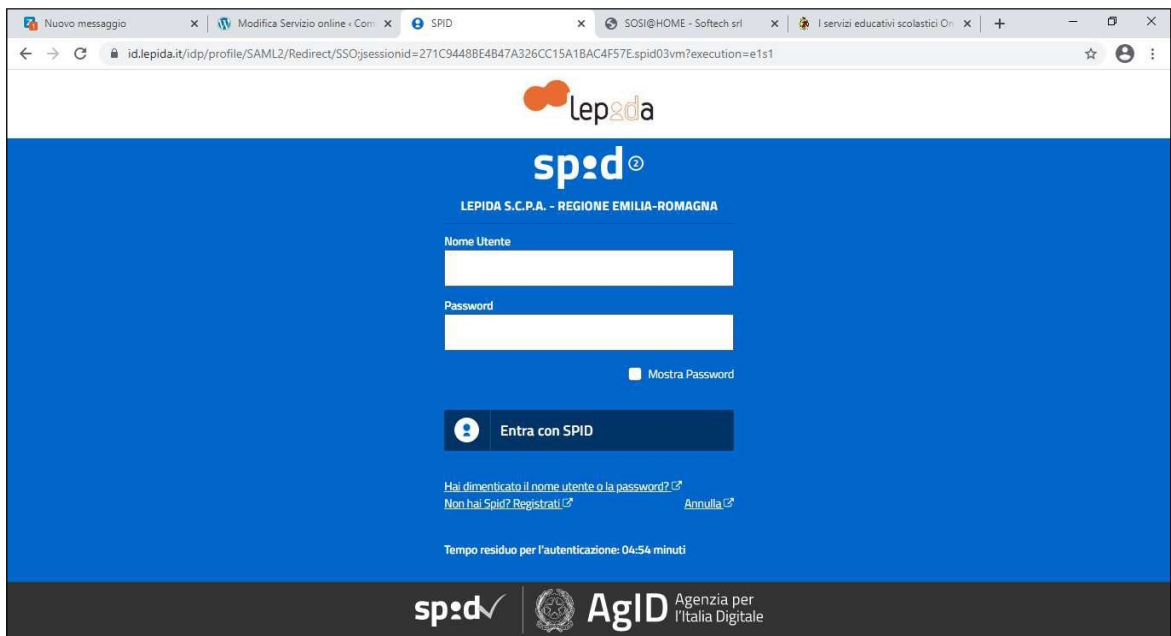 Nuovo messaggio
Modifica Servizio online ‹ Com
SPID
SOSI@HOME - Softech srl
I servizi educativi scolastici On
id.lepida.it/idp/profile/SAML2/Redirect/SSO;jsessionid=271C9448BE4B47A326CC15A1BAC4F57E.spid03vm?execution=e1s1
lepida
spid 2
LEPIDA S.C.P.A. - REGIONE EMILIA-ROMAGNA
Nome Utente
Password
Mostra Password
Entra con SPID
Hai dimenticato il nome utente o la password?
Non hai Spid? Registrati
Annulla
Tempo residuo per l'autenticazione: 04:54 minuti
spid
AgID
Agenzia per
l'Italia Digitale